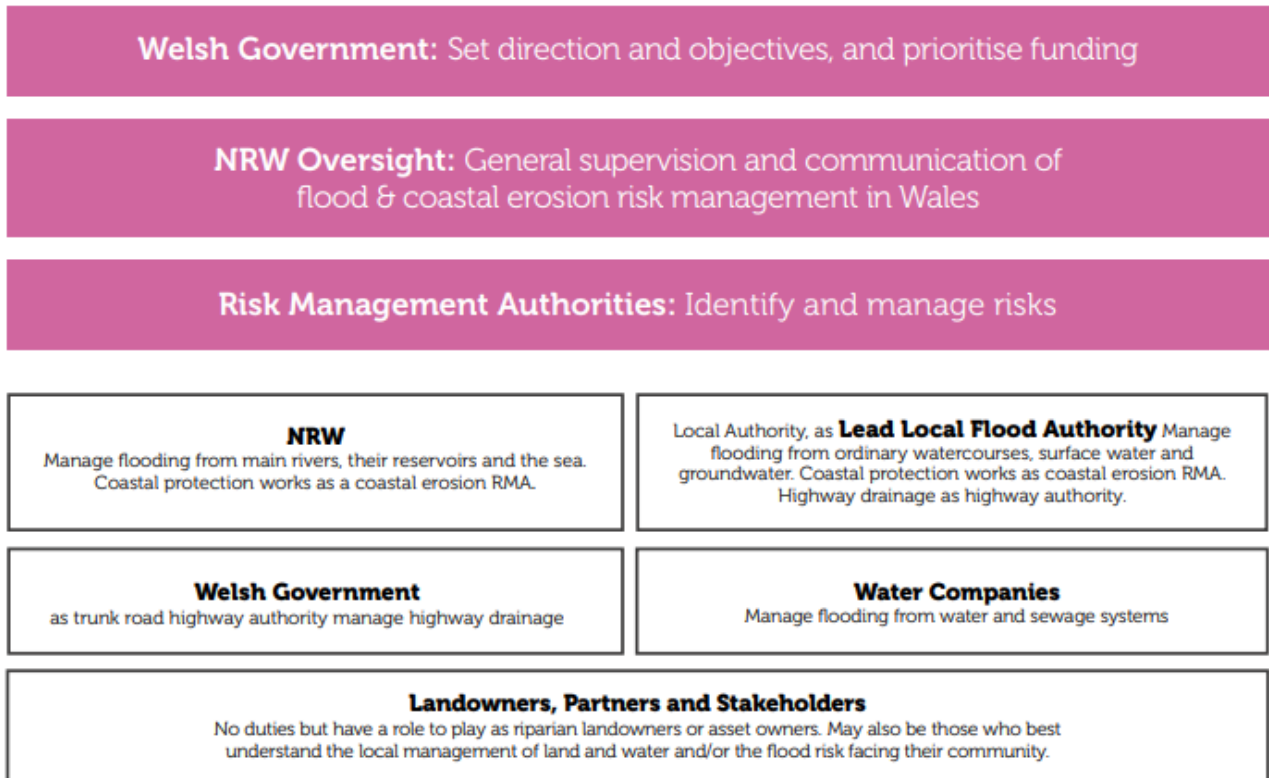 Welsh Government: Set direction and objectives, and prioritise funding
NRW Oversight: General supervision and communication of
flood & coastal erosion risk management in Wales
Risk Management Authorities: Identify and manage risks
NRW
Manage flooding from main rivers, their reservoirs and the sea.
Coastal protection works as a coastal erosion RMA.
Local Authority, as Lead Local Flood Authority Manage
flooding from ordinary watercourses, surface water and
groundwater. Coastal protection works as coastal erosion RMA.
Highway drainage as highway authority.
Welsh Government
as trunk road highway authority manage highway drainage
Water Companies
Manage flooding from water and sewage systems
Landowners, Partners and Stakeholders
No duties but have a role to play as riparian landowners or asset owners. May also be those who best
understand the local management of land and water and/or the flood risk facing their community.